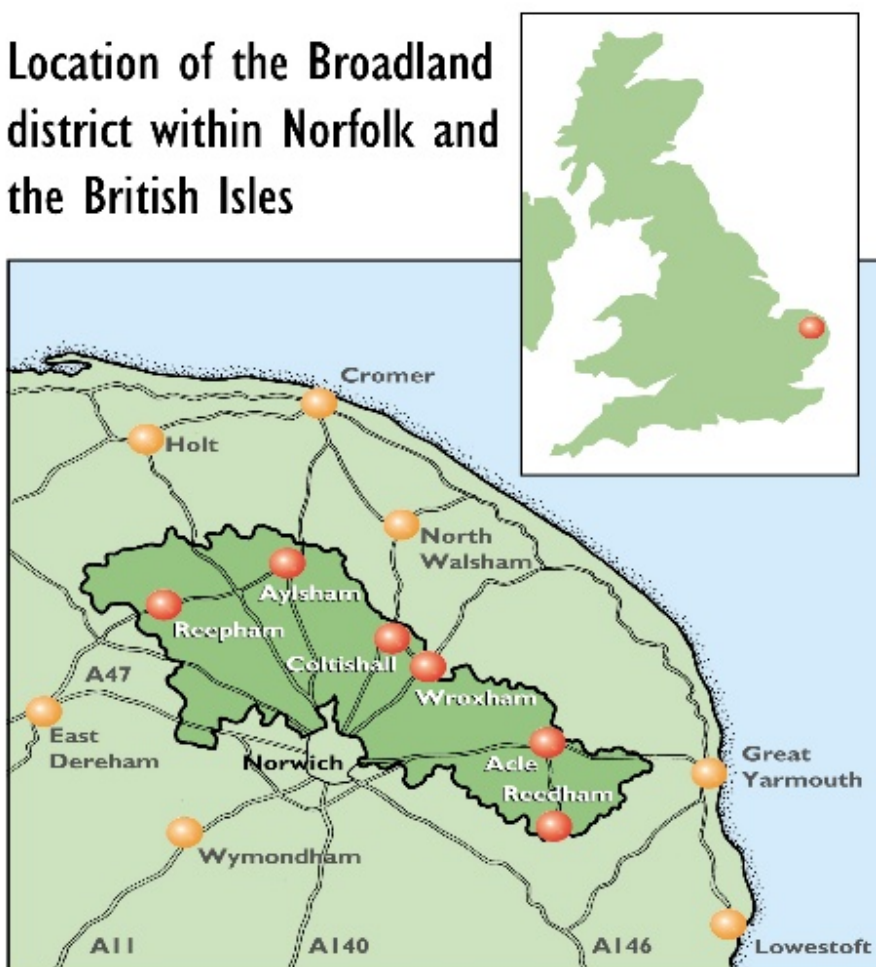 Location of the Broadland
district within Norfolk and
the British Isles
Cromer
Holt
North
Walsham
Aylsham
Reepham
Coltishall
A47
Wroxham
East
Dereham
Norwich
Acle
Great
Yarmouth
Reedham
Wymondham
A11
A140
A146
Lowestoft